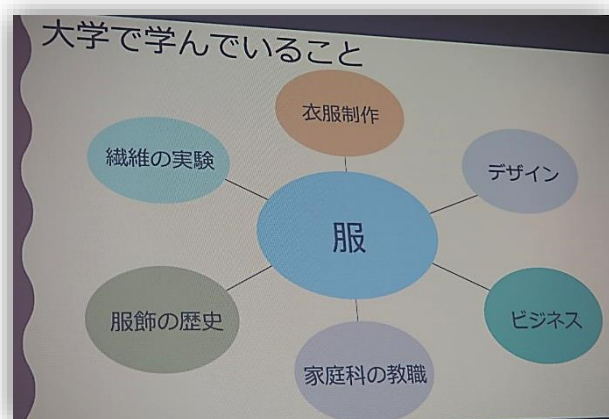 大学で学んでいること
衣服制作
繊維の実験
デザイン
服
服飾の歴史
ビジネス
家庭科の教職